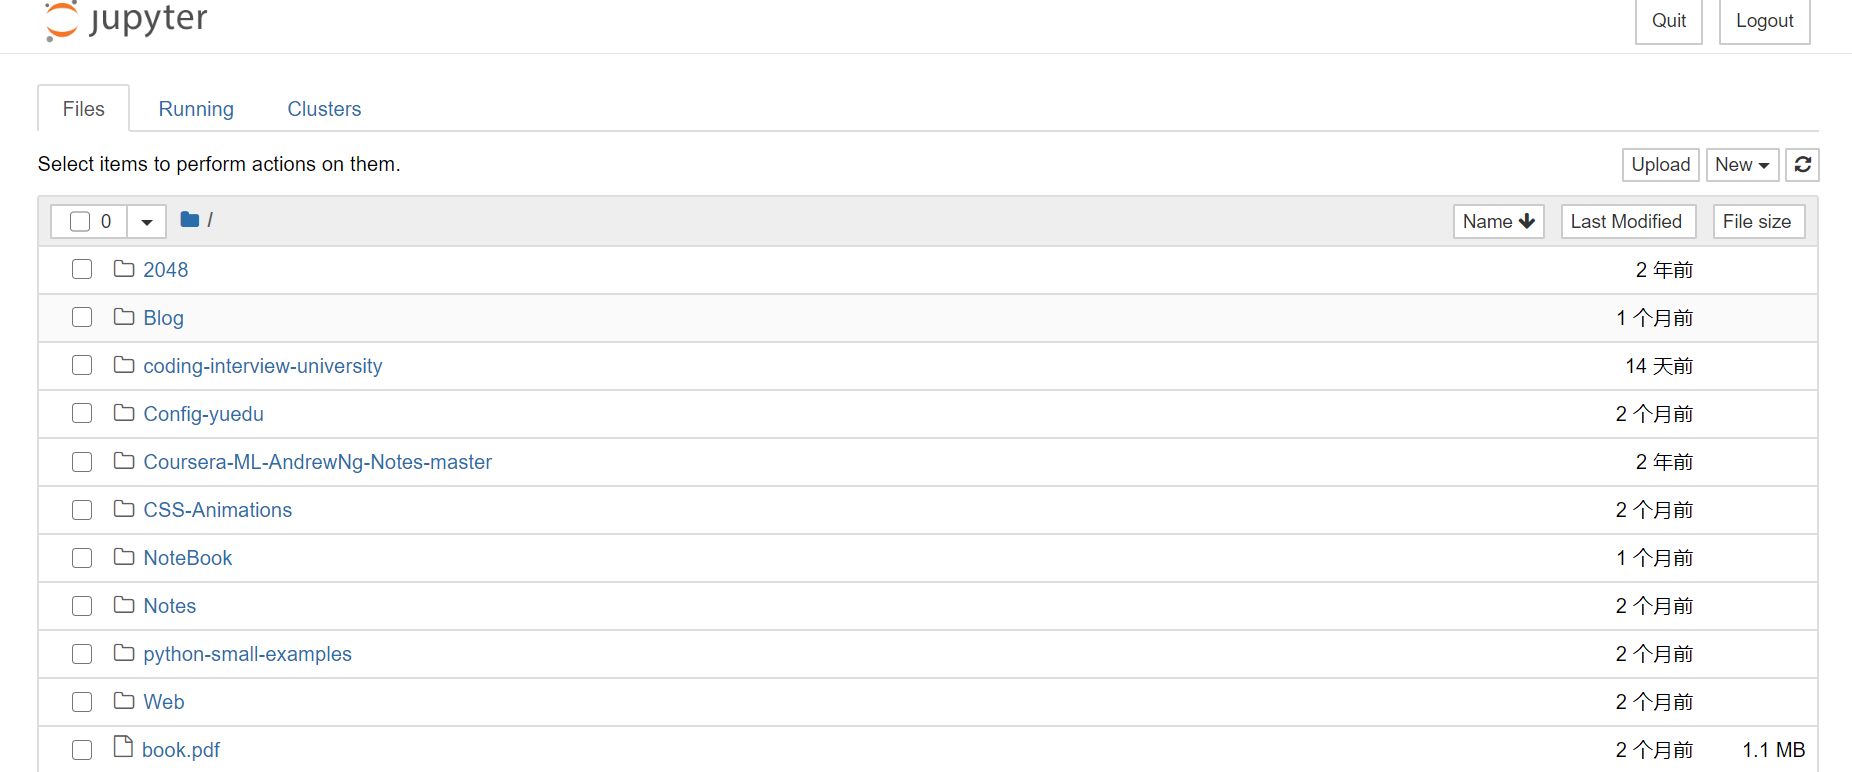 jupyter Quit Logout
Files Running Clusters
Select items to perform actions on them. Upload New
0 / Name Last Modified File size
2048 2 年前
Blog 1 个月前
coding-interview-university 14 天前
Config-yuedu 2 个月前
Coursera-ML-AndrewNg-Notes-master 2 年前
CSS-Animations 2 个月前
NoteBook 1 个月前
Notes 2 个月前
python-small-examples 2 个月前
Web 2 个月前
book.pdf 2 个月前 1.1 MB